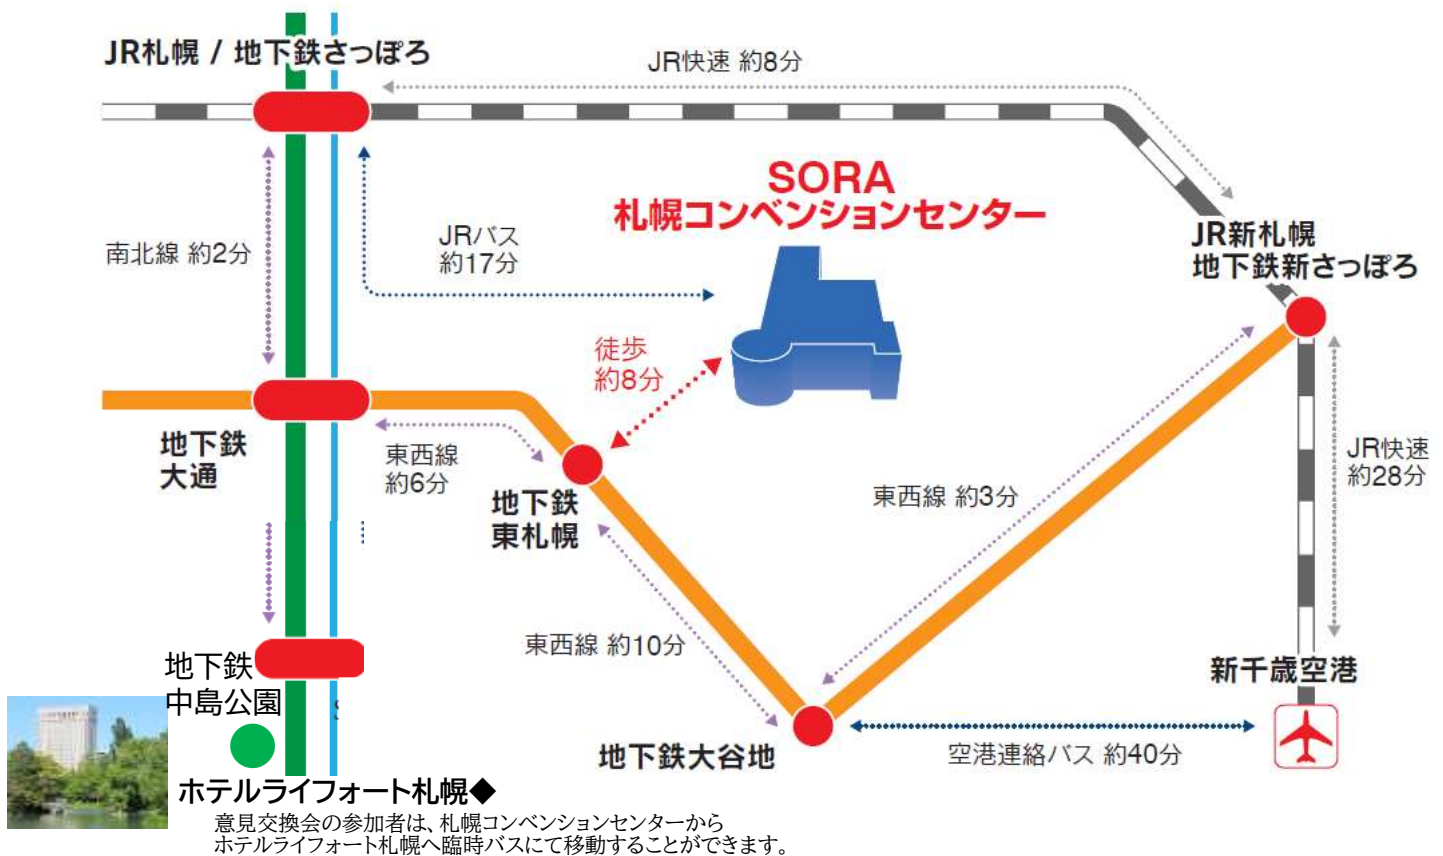 JR札幌 / 地下鉄さっぽろ
JR快速 約8分
SORA
札幌コンベンションセンター
JR新札幌
地下鉄新さっぽろ
JRバス
約17分
南北線 約2分
徒歩
約8分
地下鉄
大通
東西線
約6分
地下鉄
東札幌
東西線 約3分
JR快速
約28分
東西線 約10分
地下鉄
中島公園
新千歳空港
地下鉄大谷地
空港連絡バス 約40分
ホテルライフォート札幌◆
意見交換会の参加者は、札幌コンベンションセンターから
ホテルライフォート札幌へ臨時バスにて移動することができます。